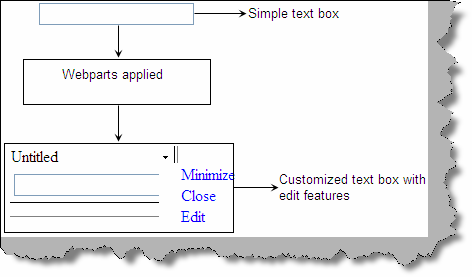 Simple text box
Webparts applied
Untitled
Minimize
Close
Edit
Customized text box with
edit features